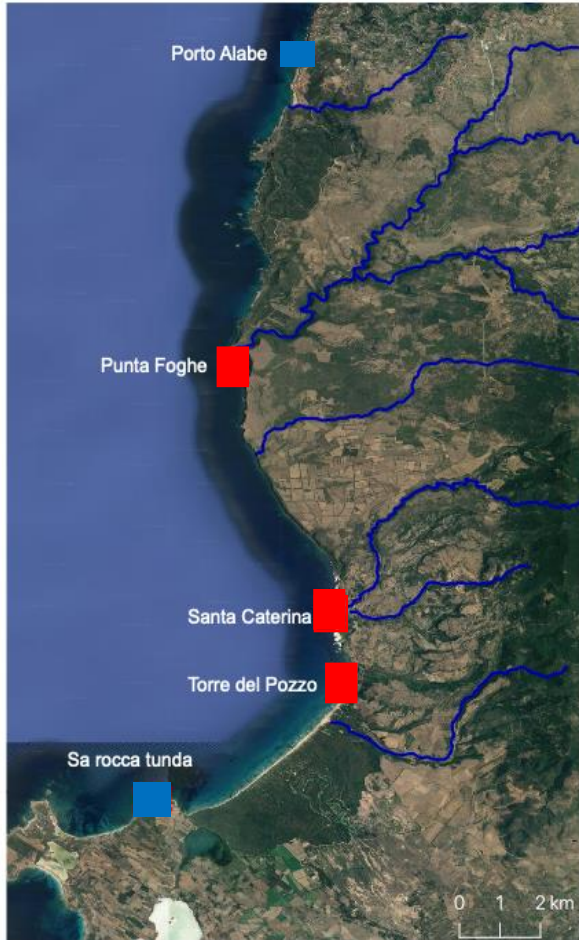 Porto Alabe
Punta Foghe
Santa Caterina
Torre del Pozzo
Sa rocca tunda
0 1 2 km